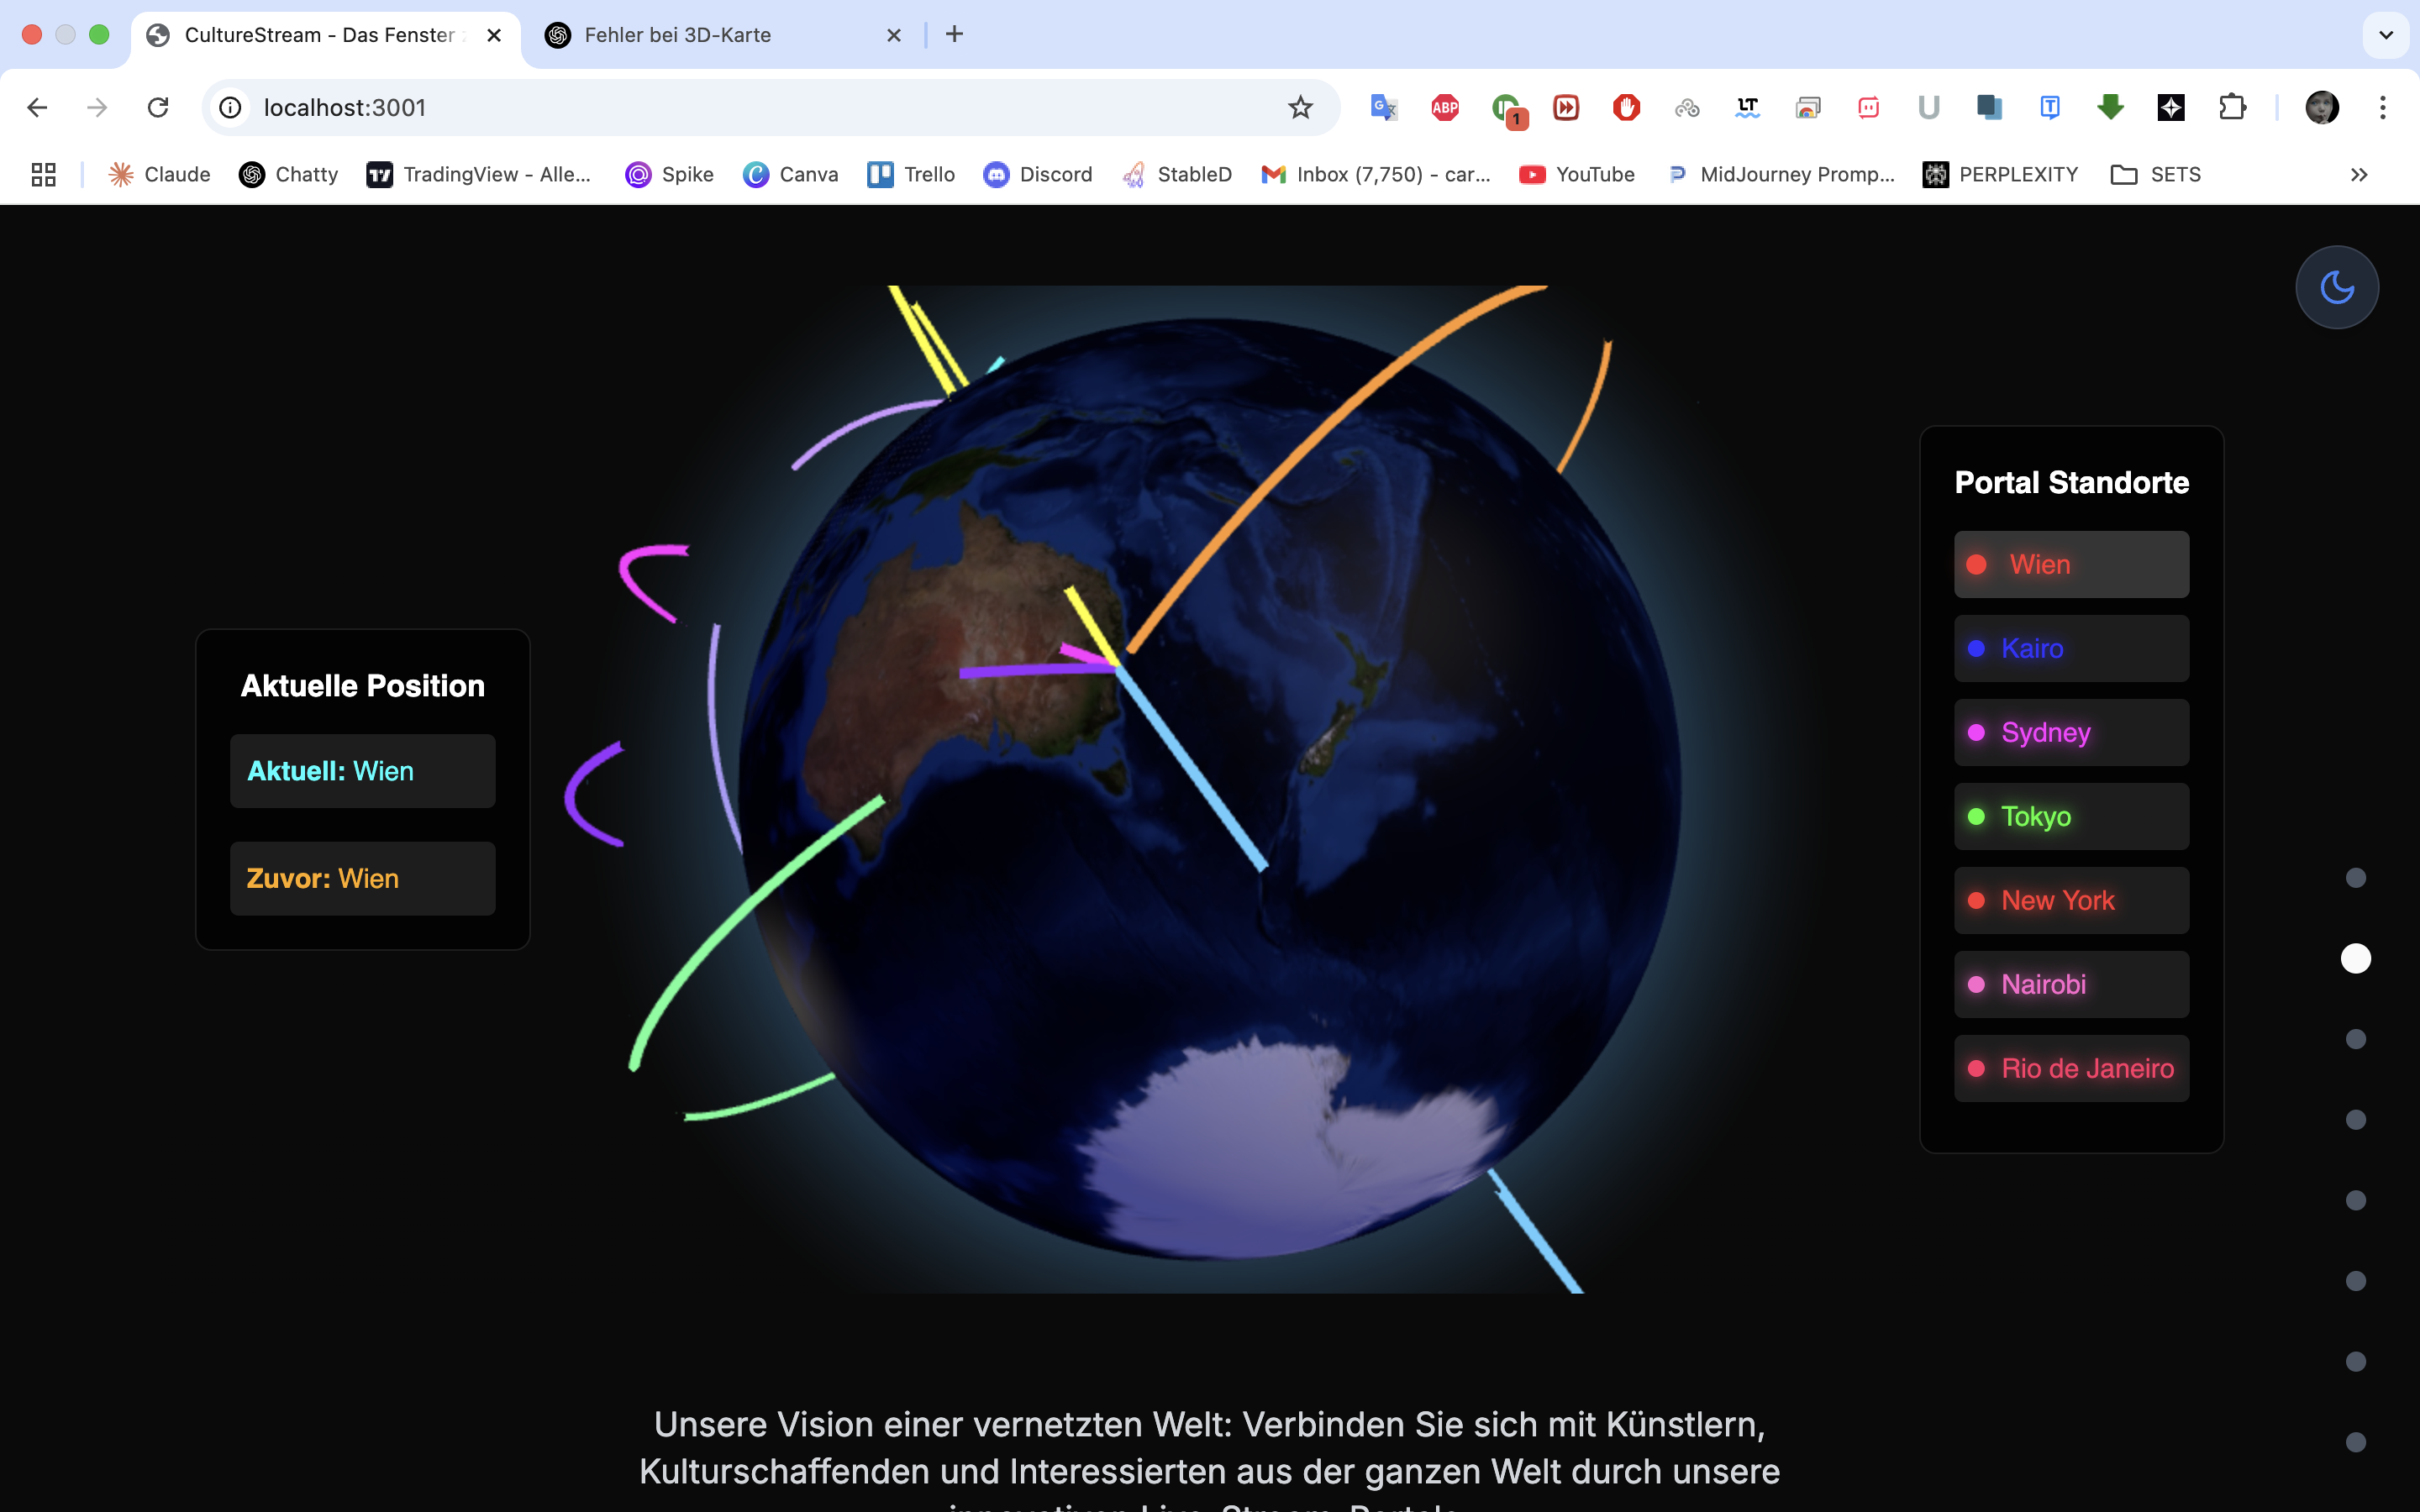 CultureStream - Das Fenster
Fehler bei 3D-Karte
localhost:3001
ABP
1
LT
Claude
Chatty
TradingView - Alle...
Spike
Canva
Trello
Discord
StableD
Inbox (7,750) - car...
YouTube
MidJourney Promp...
PERPLEXITY
SETS
Aktuelle Position
Aktuell: Wien
Zuvor: Wien
Portal Standorte
Wien
Kairo
Sydney
Tokyo
New York
Nairobi
Rio de Janeiro
Unsere Vision einer vernetzten Welt: Verbinden Sie sich mit Künstlern,
Kulturschaffenden und Interessierten aus der ganzen Welt durch unsere